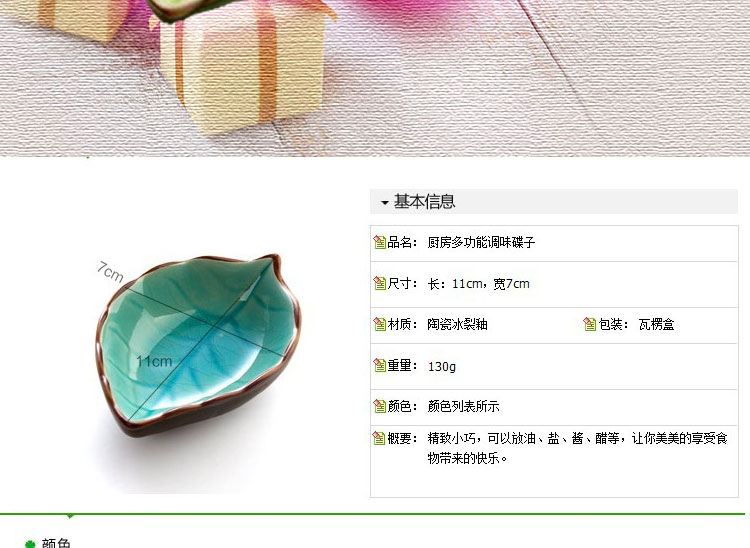 基本信息
品名： 厨房多功能调味碟子
尺寸： 长：11cm，宽7cm
材质： 陶瓷冰裂釉 包装： 瓦楞盒
重量： 130g
颜色： 颜色列表所示
概要： 精致小巧，可以放油、盐、酱、醋等，让你美美的享受食
物带来的快乐。
7cm
11cm
颜色